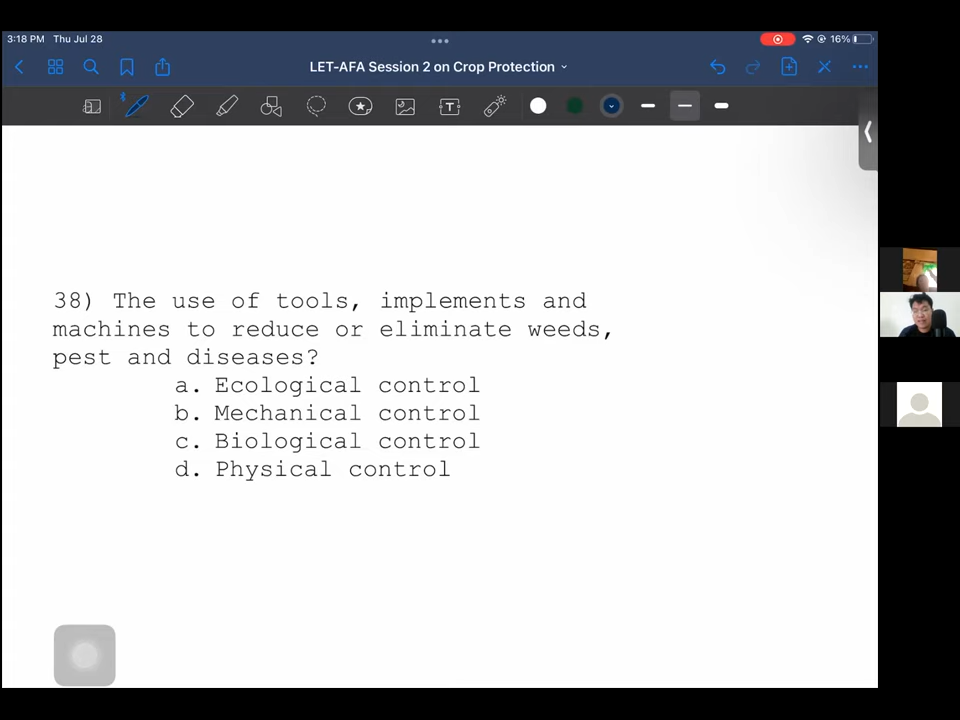 3:18 PM Thu Jul 28
16%
LET-AFA Session 2 on Crop Protection
T
38) The use of tools, implements and
machines to reduce or eliminate weeds,
pest and diseases?
a. Ecological control
b. Mechanical control
c. Biological control
d. Physical control